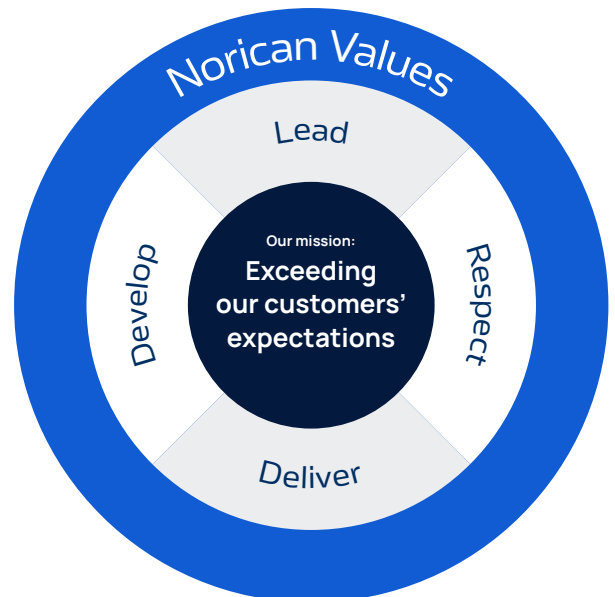 Norican Values
Lead
Develop
Our mission:
Exceeding
our customers’
expectations
Respect
Deliver